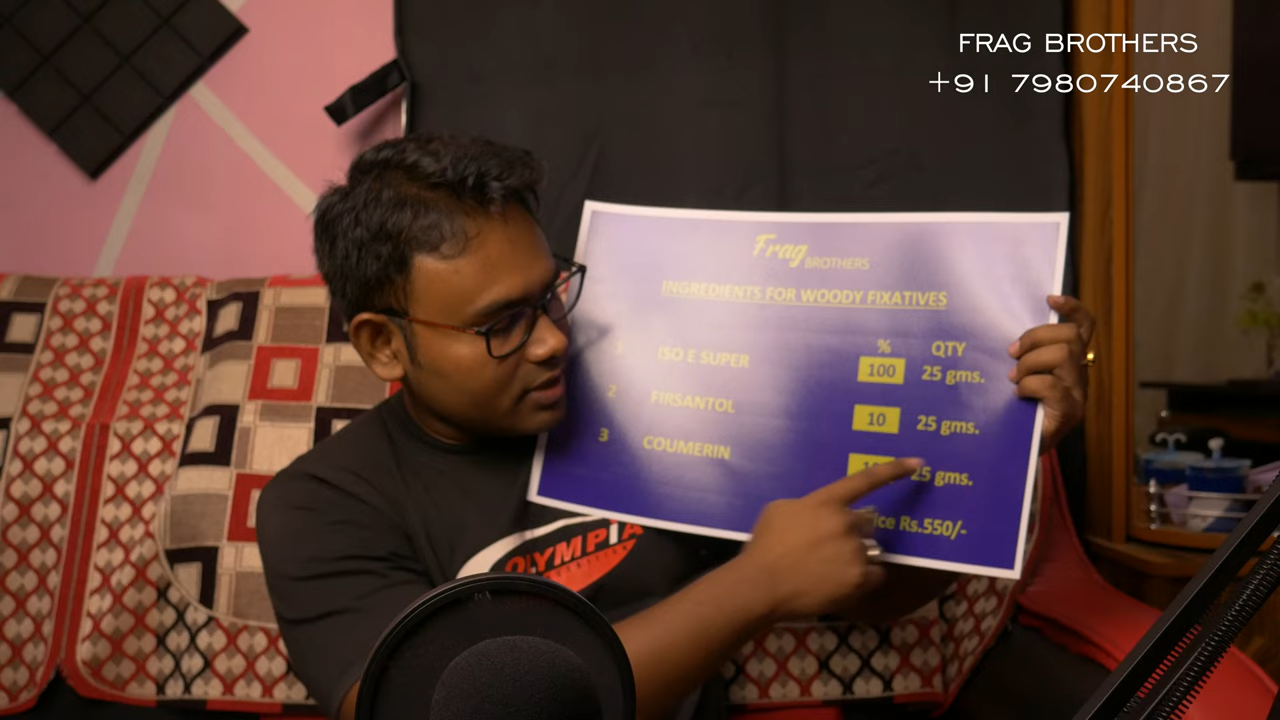 FRAG BROTHERS
+91 7980740867
Frag BROTHERS
INGREDIENTS FOR WOODY FIXATIVES
% QTY
1 ISO E SUPER 100 25 gms.
2 FIRSANTOL 10 25 gms.
3 COUMERIN 25 gms.
Rs.550/-
OLYMPIA